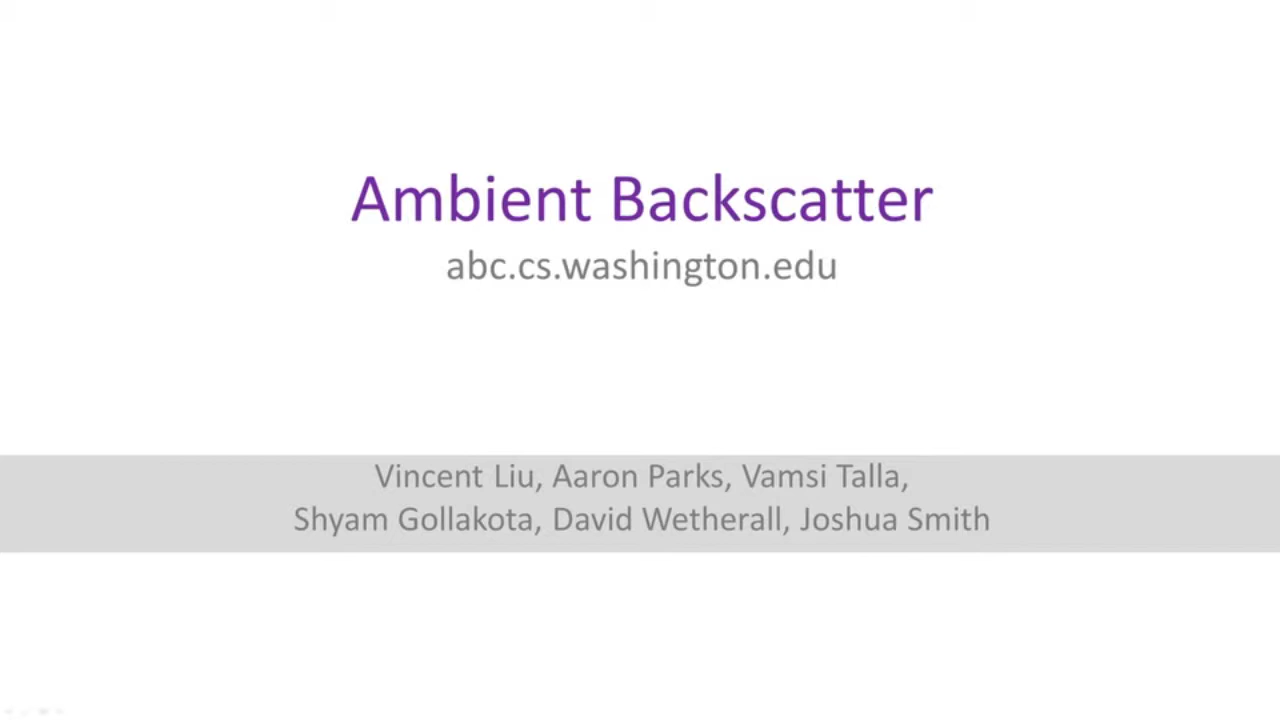 Ambient Backscatter
abc.cs.washington.edu
Vincent Liu, Aaron Parks, Vamsi Talla,
Shyam Gollakota, David Wetherall, Joshua Smith